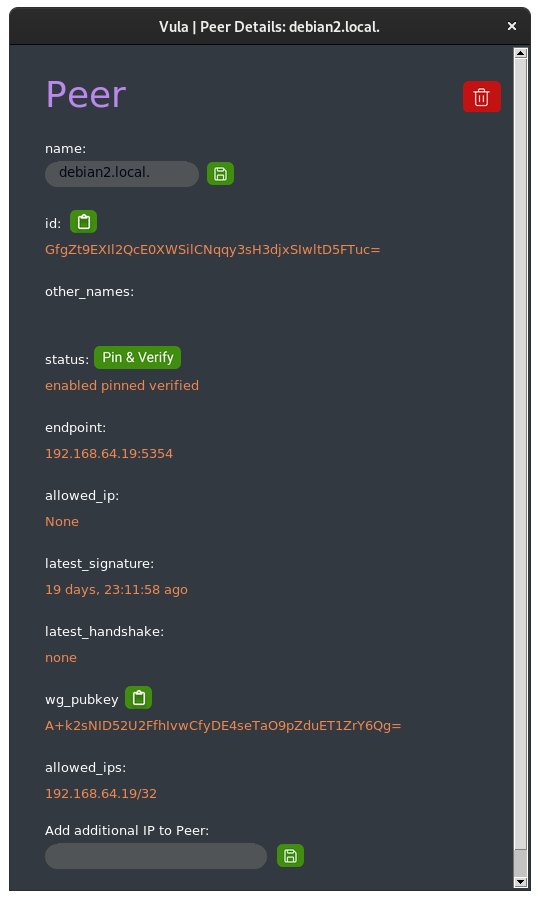 Vula | Peer Details: debian2.local.
Peer
name:
debian2.local.
id:
GfgZt9EXIl2QcE0XWSilCNqqy3sH3djxSIwltD5FTuc=
other_names:
status: Pin & Verify
enabled pinned verified
endpoint:
192.168.64.19:5354
allowed_ip:
None
latest_signature:
19 days, 23:11:58 ago
latest_handshake:
none
wg_pubkey
A+k2sNID52U2FfhIvwCfyDE4seTaO9pZduET1ZrY6Qg=
allowed_ips:
192.168.64.19/32
Add additional IP to Peer: